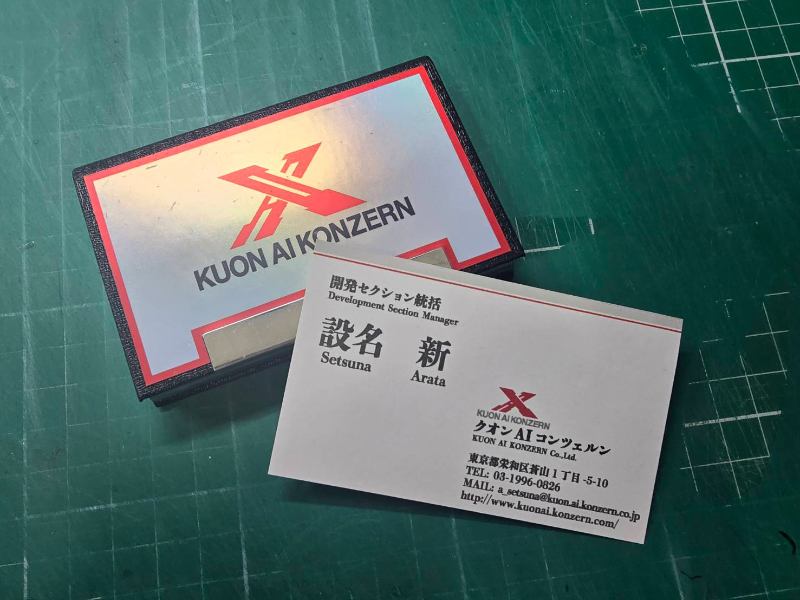 KUON AI KONZERN
開発セクション統括
Development Section Manager
設名 新
Setsuna Arata
KUON AI KONZERN
クオンAIコンツェルン
KUON AI KONZERN Co.,Ltd.
東京都栄和区蒼山1丁目-5-10
TEL: 03-1996-0826
MAIL: a_setsuna@kuon.ai.konzern.co.jp
http://www.kuonai.konzern.com/